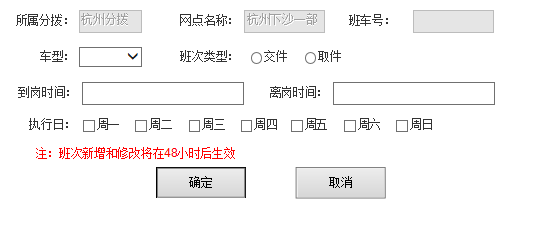 所属分拨： 杭州分拨 网点名称： 杭州下沙一部 班车号：
车型： 班次类型： 交件 取件
到岗时间： 离岗时间：
执行日： 周一 周二 周三 周四 周五 周六 周日
注：班次新增和修改将在48小时后生效
确定 取消